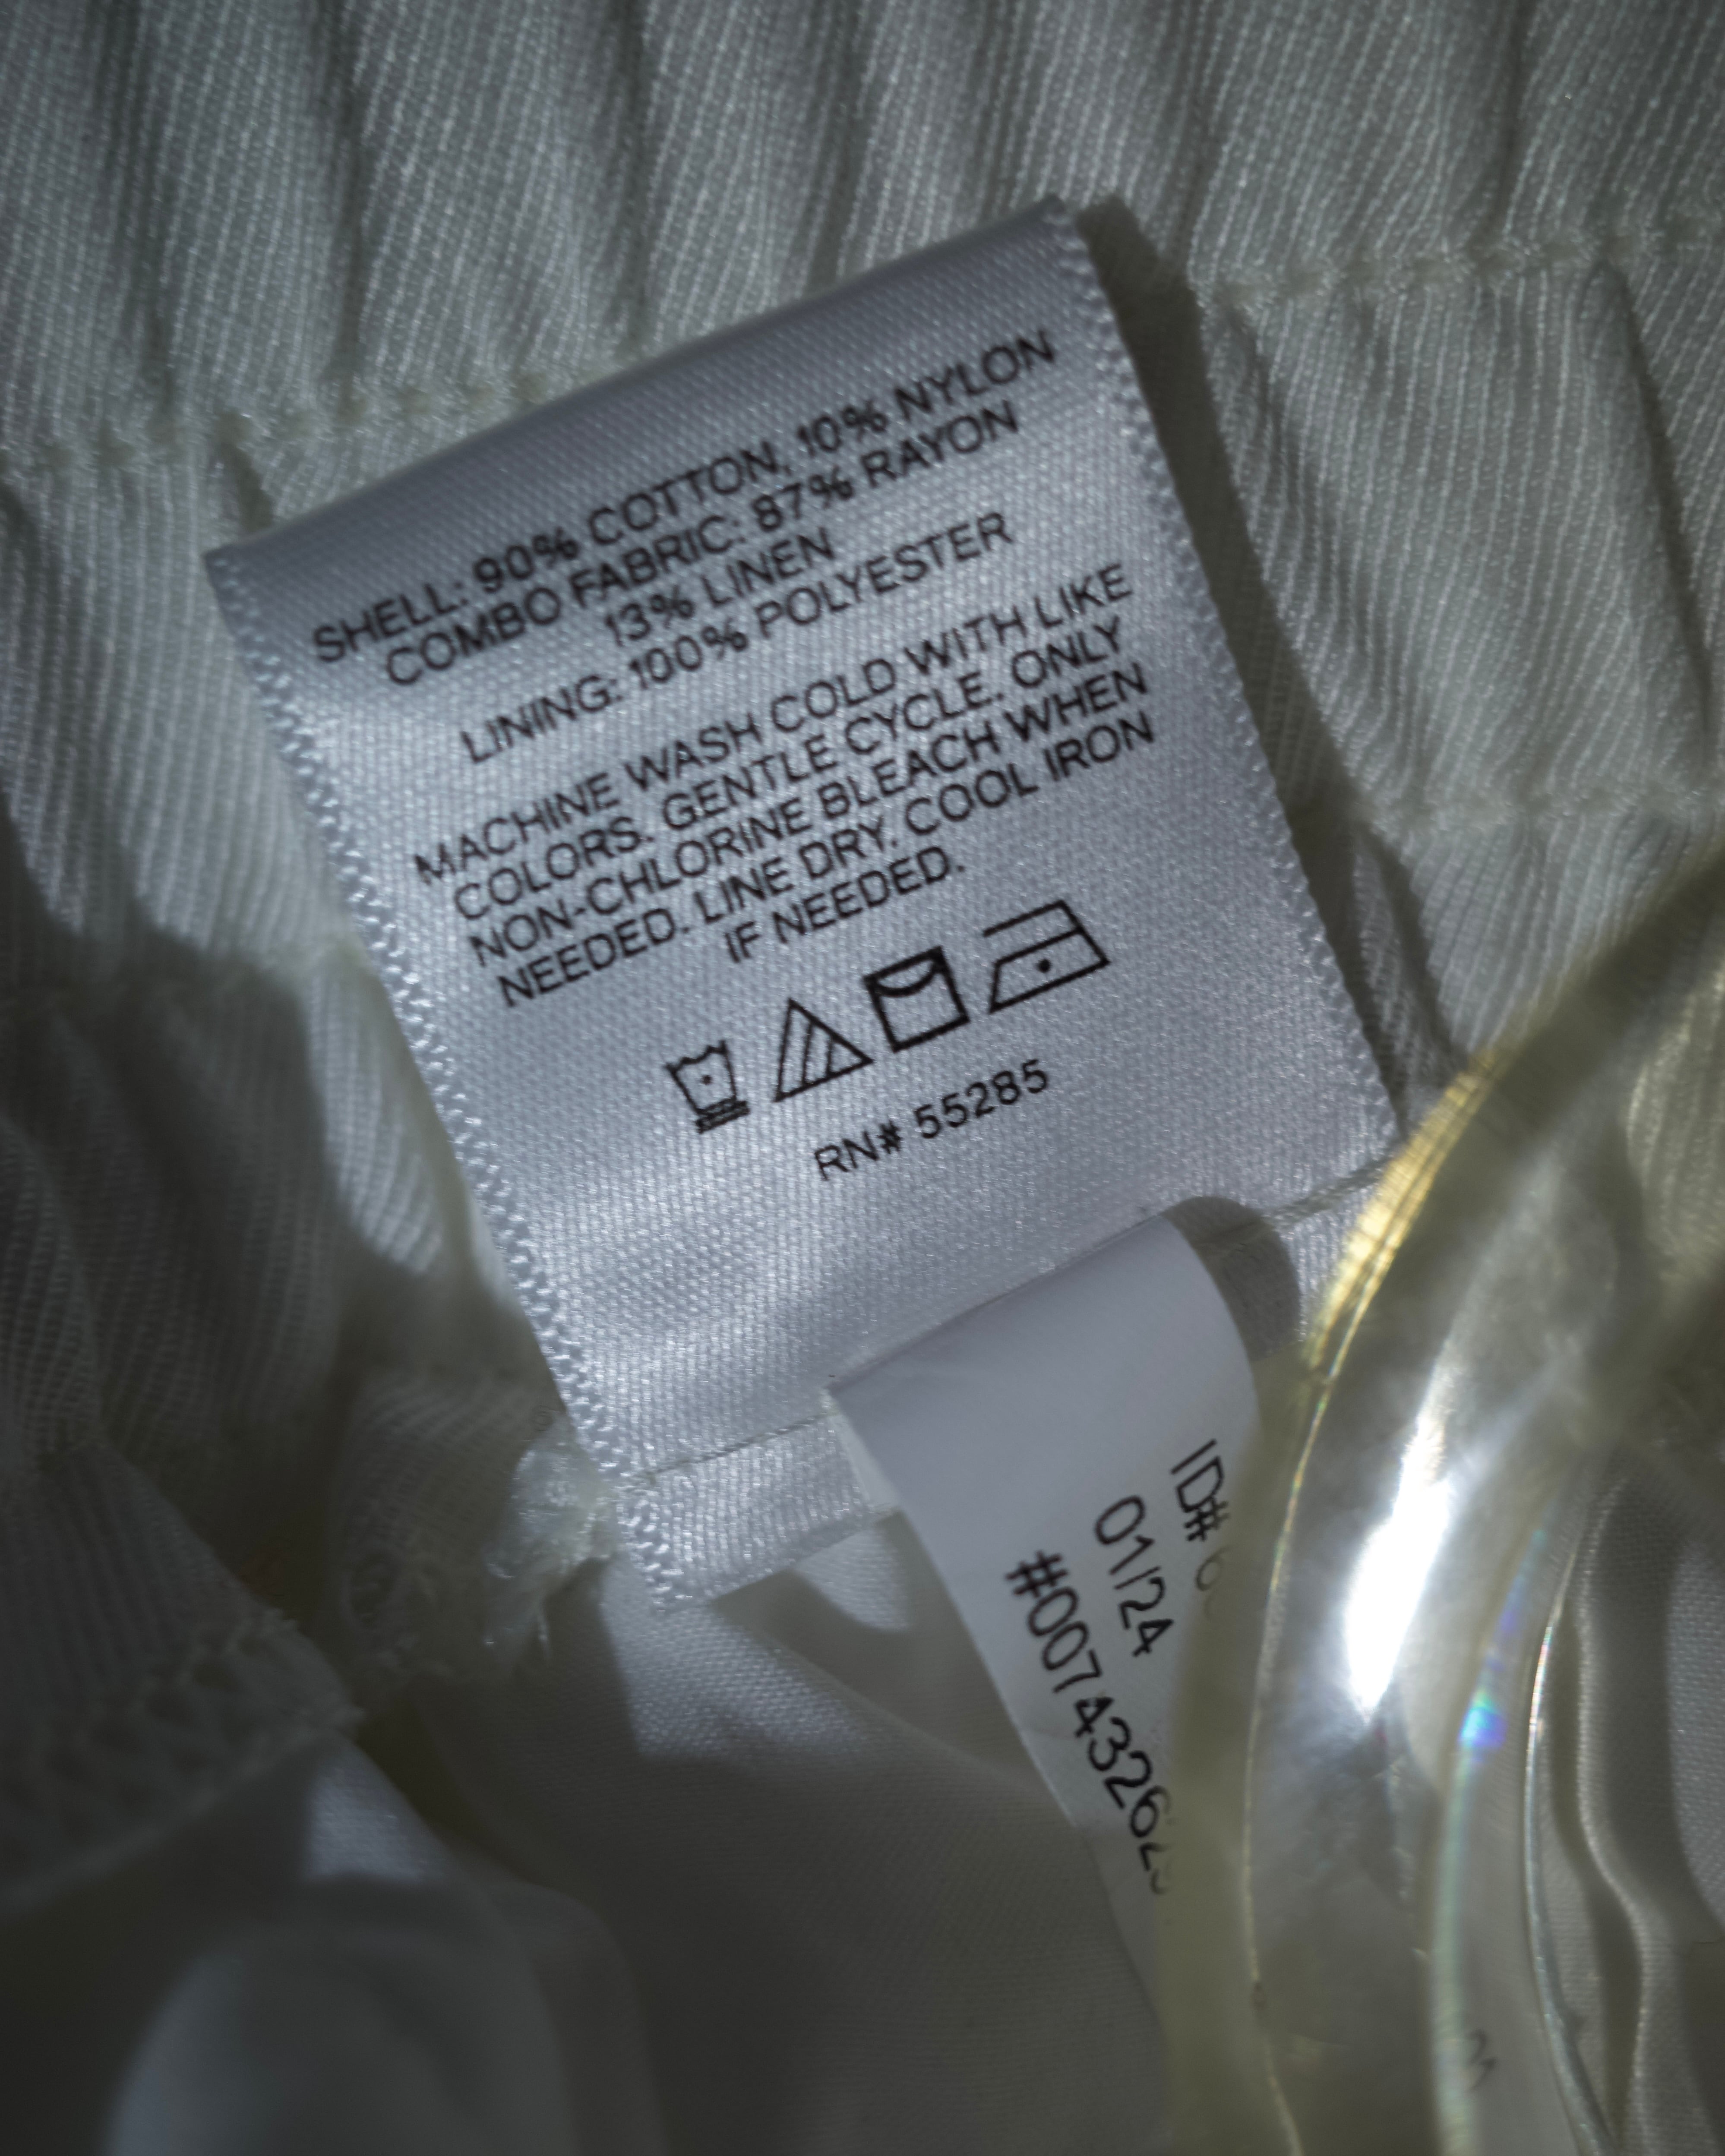 SHELL: 90% COTTON, 10% NYLON
COMBO FABRIC: 87% RAYON
13% LINEN
LINING: 100% POLYESTER
MACHINE WASH COLD WITH LIKE
COLORS. GENTLE CYCLE. ONLY
NON-CHLORINE BLEACH WHEN
NEEDED. LINE DRY. COOL IRON
IF NEEDED.
RN# 55285
ID#
01/24